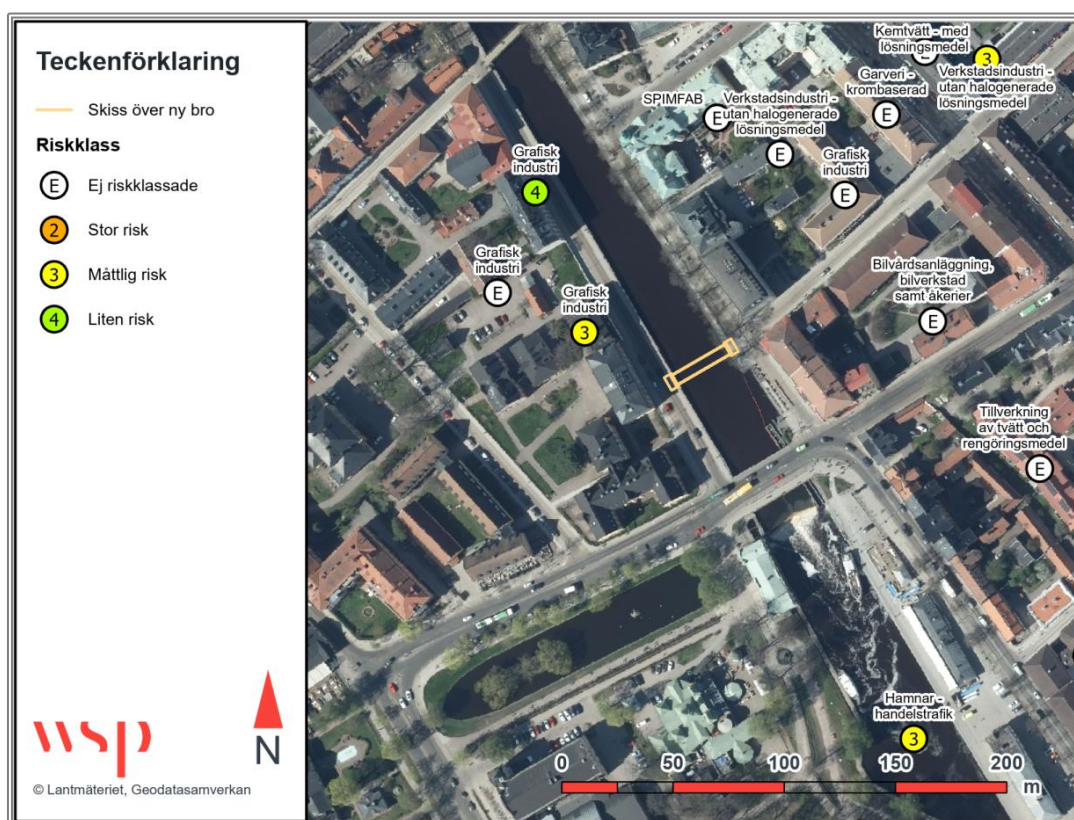 Teckenförklaring
Skiss över ny bro
Riskklass
E Ej riskklassade
2 Stor risk
3 Måttlig risk
4 Liten risk
wsp
N
© Lantmäteriet, Geodatasamverkan
Kemtvätt - med
lösningsmedel
E
3
Verkstadsindustri -
utan halogenerade
lösningsmedel
Garveri -
krombaserad
E
SPIMFAB
E
Verkstadsindustri -
utan halogenerade
lösningsmedel
E
Grafisk
industri
E
Grafisk
industri
4
Grafisk
industri
E
Grafisk
industri
3
Bilvårdsanläggning,
bilverkstad
samt åkerier
E
Tillverkning
av tvätt och
rengöringsmedel
E
Hamnar -
handelstrafik
3
0 50 100 150 200
m